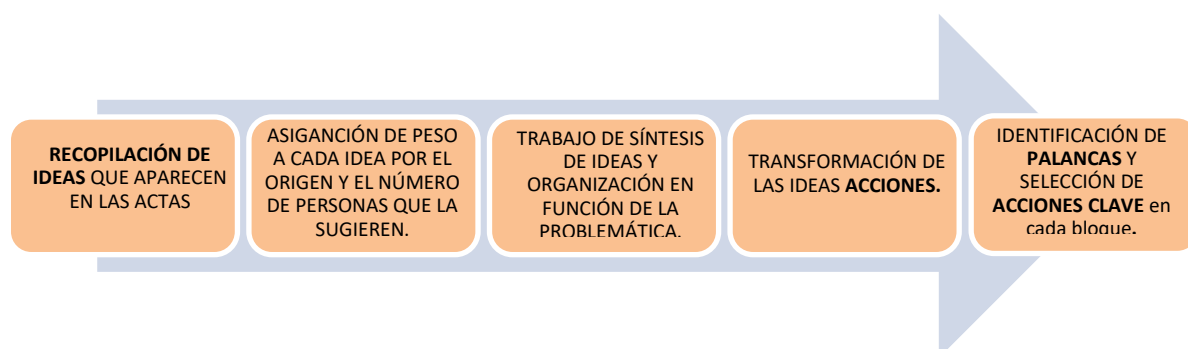 RECOPILACIÓN DE
IDEAS QUE APARECEN
EN LAS ACTAS
ASIGANCIÓN DE PESO
A CADA IDEA POR EL
ORIGEN Y EL NÚMERO
DE PERSONAS QUE LA
SUGIEREN.
TRABAJO DE SÍNTESIS
DE IDEAS Y
ORGANIZACIÓN EN
FUNCIÓN DE LA
PROBLEMÁTICA.
TRANSFORMACIÓN DE
LAS IDEAS ACCIONES.
IDENTIFICACIÓN DE
PALANCAS Y
SELECCIÓN DE
ACCIONES CLAVE en
cada bloque.